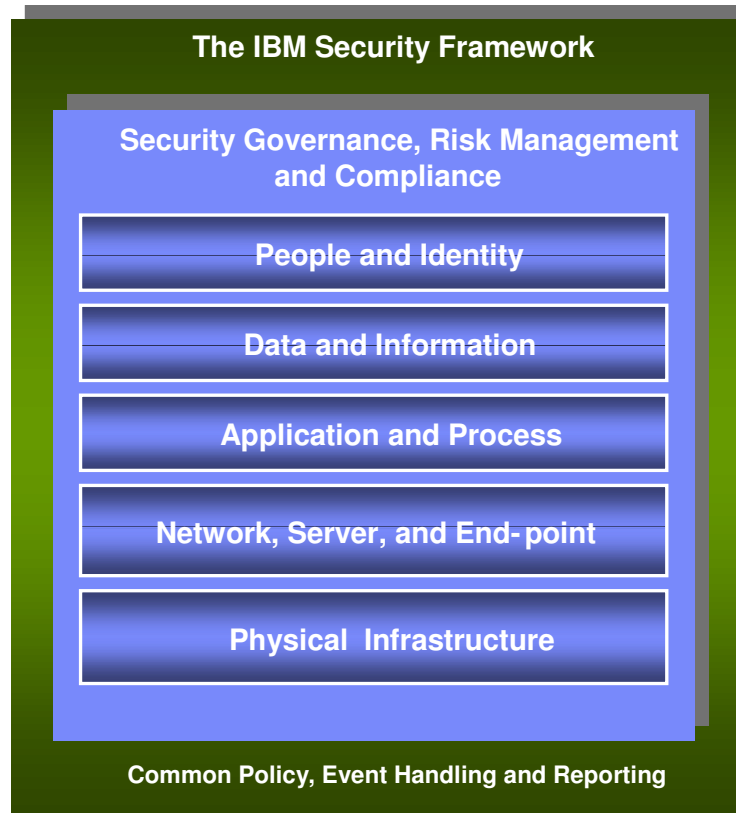 The IBM Security Framework
Security Governance, Risk Management
and Compliance
People and Identity
Data and Information
Application and Process
Network, Server, and End-point
Physical Infrastructure
Common Policy, Event Handling and Reporting